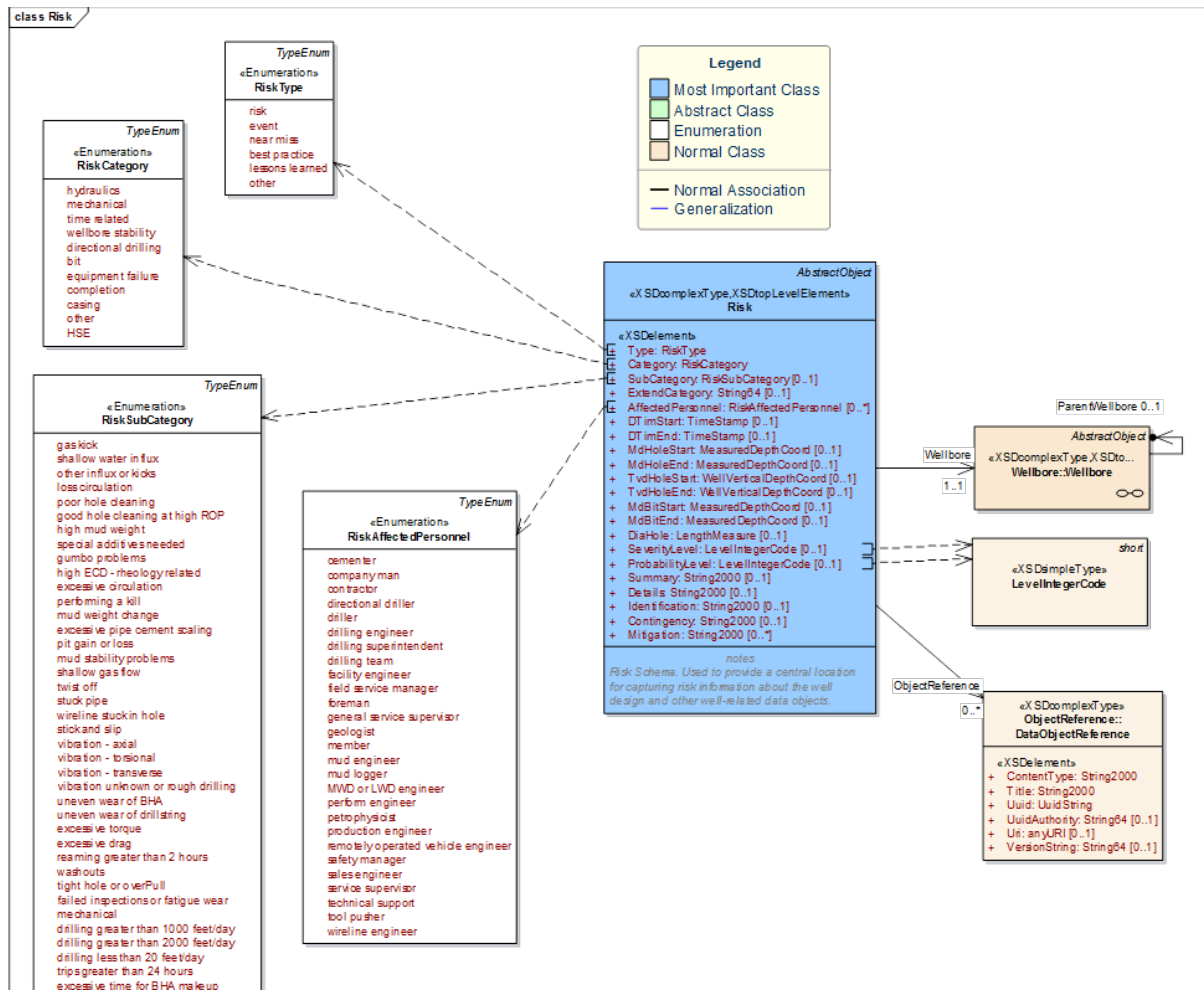 class Risk
TypeEnum
«Enumeration»
RiskType
risk
event
near miss
best practice
lessons learned
other
TypeEnum
«Enumeration»
RiskCategory
hydraulics
mechanical
time related
wellbore stability
directional drilling
bit
equipment failure
completion
casing
other
HSE
Legend
Most Important Class
Abstract Class
Enumeration
Normal Class
Normal Association
Generalization
AbstractObject
«XSDcomplexType,XSDtopLevelElement»
Risk
«XSDelement»
+ Type: RiskType
+ Category: RiskCategory
+ SubCategory: RiskSubCategory [0..1]
+ ExtendCategory: String64 [0..1]
+ AffectedPersonnel: RiskAffectedPersonnel [0..*]
+ DTimStart: TimeStamp [0..1]
+ DTimEnd: TimeStamp [0..1]
+ MdHoleStart: MeasuredDepthCoord [0..1]
+ MdHoleEnd: MeasuredDepthCoord [0..1]
+ TvdHoleStart: WellVerticalDepthCoord [0..1]
+ TvdHoleEnd: WellVerticalDepthCoord [0..1]
+ MdBitStart: MeasuredDepthCoord [0..1]
+ MdBitEnd: MeasuredDepthCoord [0..1]
+ DiaHole: LengthMeasure [0..1]
+ SeverityLevel: LevelIntegerCode [0..1]
+ ProbabilityLevel: LevelIntegerCode [0..1]
+ Summary: String2000 [0..1]
+ Details: String2000 [0..1]
+ Identification: String2000 [0..1]
+ Contingency: String2000 [0..1]
+ Mitigation: String2000 [0..*]
notes
Risk Schema. Used to provide a central location
for capturing risk information about the well
design and other well-related data objects.
TypeEnum
«Enumeration»
RiskSubCategory
gas kick
shallow water influx
other influx or kicks
loss circulation
poor hole cleaning
good hole cleaning at high ROP
high mud weight
special additives needed
gumbo problems
high ECD - rheology related
excessive circulation
performing a kill
mud weight change
excessive pipe cement scaling
pit gain or loss
mud stability problems
shallow gas flow
twist off
stuck pipe
wireline stuck in hole
stick and slip
vibration - axial
vibration - torsional
vibration - transverse
vibration unknown or rough drilling
uneven wear of BHA
uneven wear of drillstring
excessive torque
excessive drag
reaming greater than 2 hours
washouts
tight hole or overPull
failed inspections or fatigue wear
mechanical
drilling greater than 1000 feet/day
drilling greater than 2000 feet/day
drilling less than 20 feet/day
trips greater than 24 hours
excessive time for BHA makeup
TypeEnum
«Enumeration»
RiskAffectedPersonnel
cementer
company man
contractor
directional driller
driller
drilling engineer
drilling superintendent
drilling team
facility engineer
field service manager
foreman
general service supervisor
geologist
member
mud engineer
mud logger
MWD or LWD engineer
perform engineer
petrophysicist
production engineer
remotely operated vehicle engineer
safety manager
sales engineer
service supervisor
technical support
tool pusher
wireline engineer
ParentWellbore 0..1
Wellbore
1..1
AbstractObject
«XSDcomplexType,XSDto...
Wellbore::Wellbore
short
«XSDsimpleType»
LevelIntegerCode
ObjectReference
0..*
«XSDcomplexType»
ObjectReference::
DataObjectReference
«XSDelement»
+ ContentType: String2000
+ Title: String2000
+ Uuid: UuidString
+ UuidAuthority: String64 [0..1]
+ Uri: anyURI [0..1]
+ VersionString: String64 [0..1]